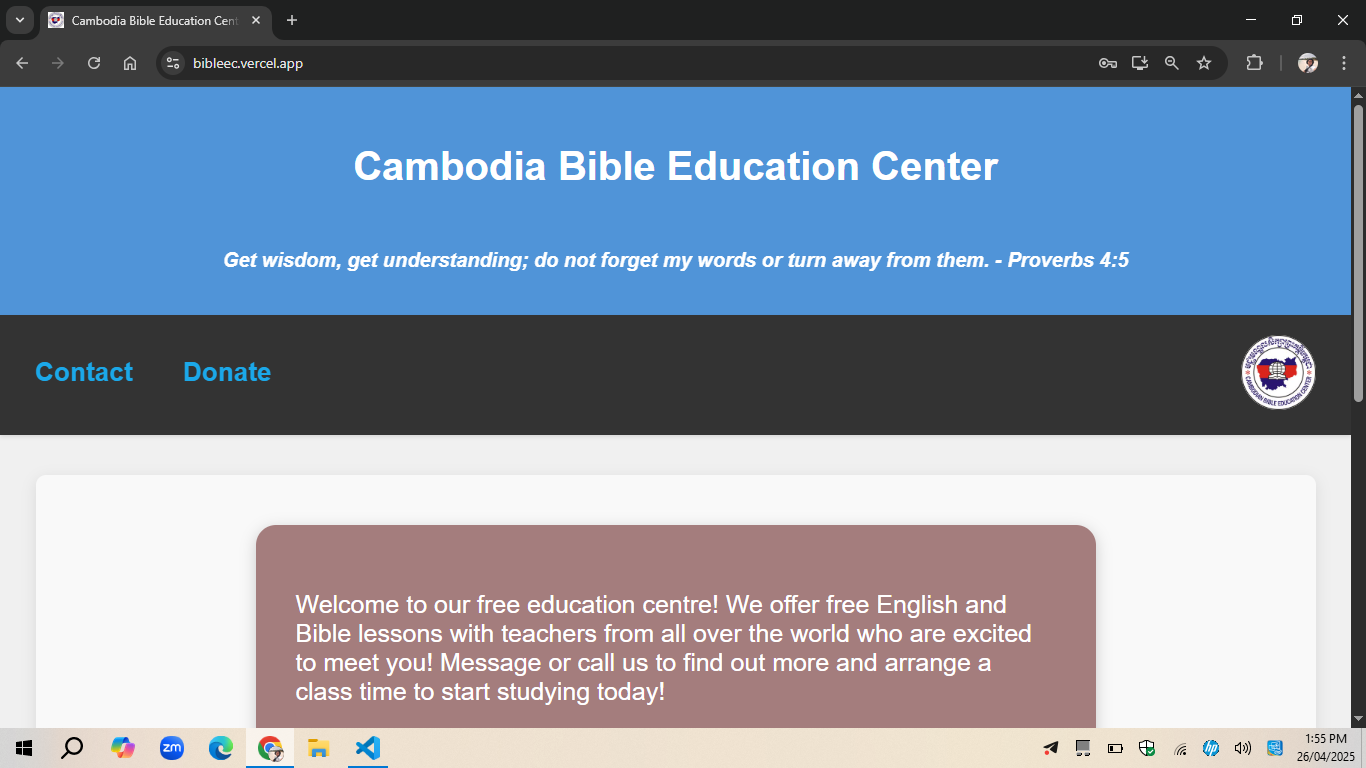 Cambodia Bible Education Cent
bibleec.vercel.app
Cambodia Bible Education Center
Get wisdom, get understanding; do not forget my words or turn away from them. - Proverbs 4:5
Contact Donate
CAMBODIAN BIBLE EDUCATION CENTER
Welcome to our free education centre! We offer free English and
Bible lessons with teachers from all over the world who are excited
to meet you! Message or call us to find out more and arrange a
class time to start studying today!
zm
hp
1:55 PM
26/04/2025